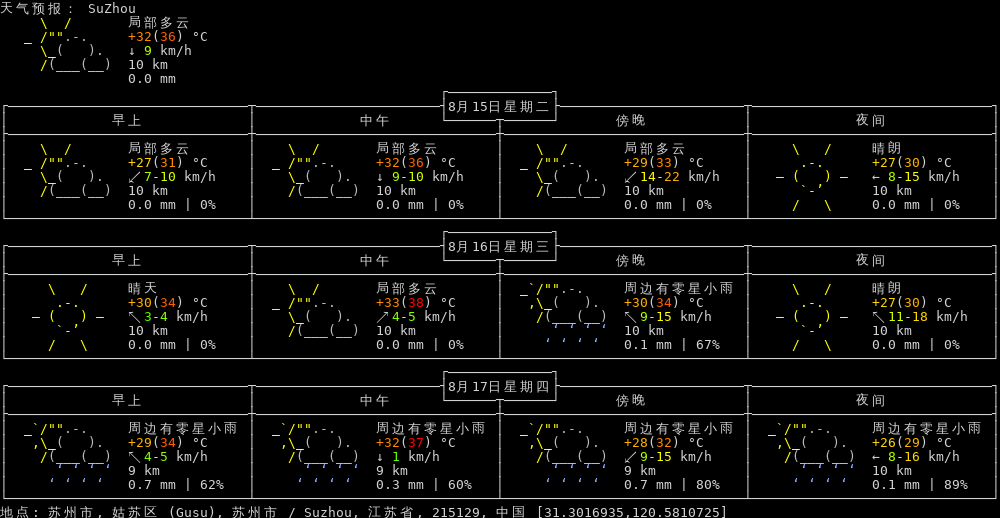 天气预报： SuZhou
局部多云
+32(36) °C
↓ 9 km/h
10 km
0.0 mm
8月15日星期二
早上 中午 傍晚 夜间
局部多云 局部多云 局部多云 晴朗
+27(31) °C +32(36) °C +29(33) °C +27(30) °C
↙ 7-10 km/h ↓ 9-10 km/h ↙ 14-22 km/h ← 8-15 km/h
10 km 10 km 10 km 10 km
0.0 mm | 0% 0.0 mm | 0% 0.0 mm | 0% 0.0 mm | 0%
8月16日星期三
早上 中午 傍晚 夜间
晴天 局部多云 周边有零星小雨 晴朗
+30(34) °C +33(38) °C +30(34) °C +27(30) °C
↖ 3-4 km/h ↗ 4-5 km/h ↖ 9-15 km/h ↖ 11-18 km/h
10 km 10 km 10 km 10 km
0.0 mm | 0% 0.0 mm | 0% 0.1 mm | 67% 0.0 mm | 0%
8月17日星期四
早上 中午 傍晚 夜间
周边有零星小雨 周边有零星小雨 周边有零星小雨 周边有零星小雨
+29(34) °C +32(37) °C +28(32) °C +26(29) °C
↖ 4-5 km/h ↓ 1 km/h ↙ 9-15 km/h ← 8-16 km/h
9 km 9 km 9 km 10 km
0.7 mm | 62% 0.3 mm | 60% 0.7 mm | 80% 0.1 mm | 89%
地点: 苏州市, 姑苏区 (Gusu), 苏州市 / Suzhou, 江苏省, 215129, 中国 [31.3016935,120.5810725]